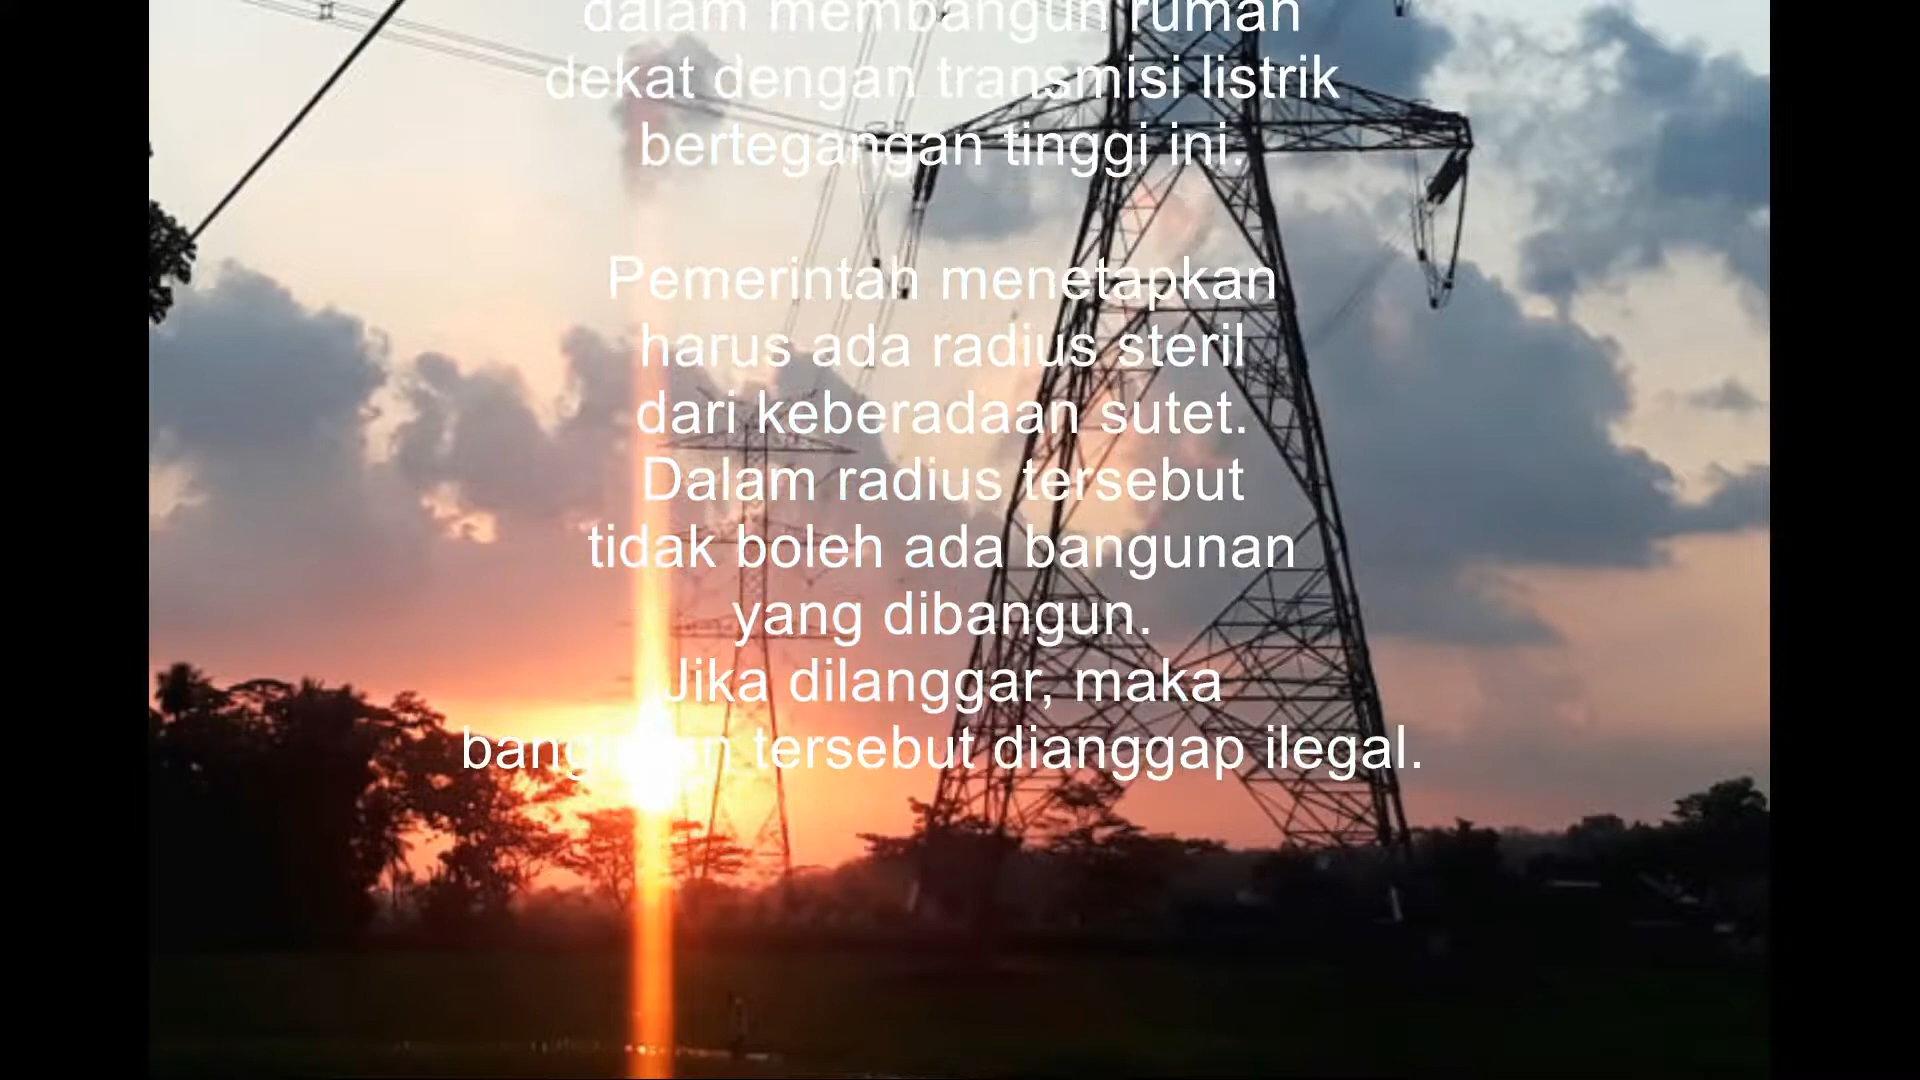 dalam membangun rumah
dekat dengan transmisi listrik
bertegangan tinggi ini.
Pemerintah menetapkan
harus ada radius steril
dari keberadaan sutet.
Dalam radius tersebut
tidak boleh ada bangunan
yang dibangun.
Jika dilanggar, maka
bangunan tersebut dianggap ilegal.